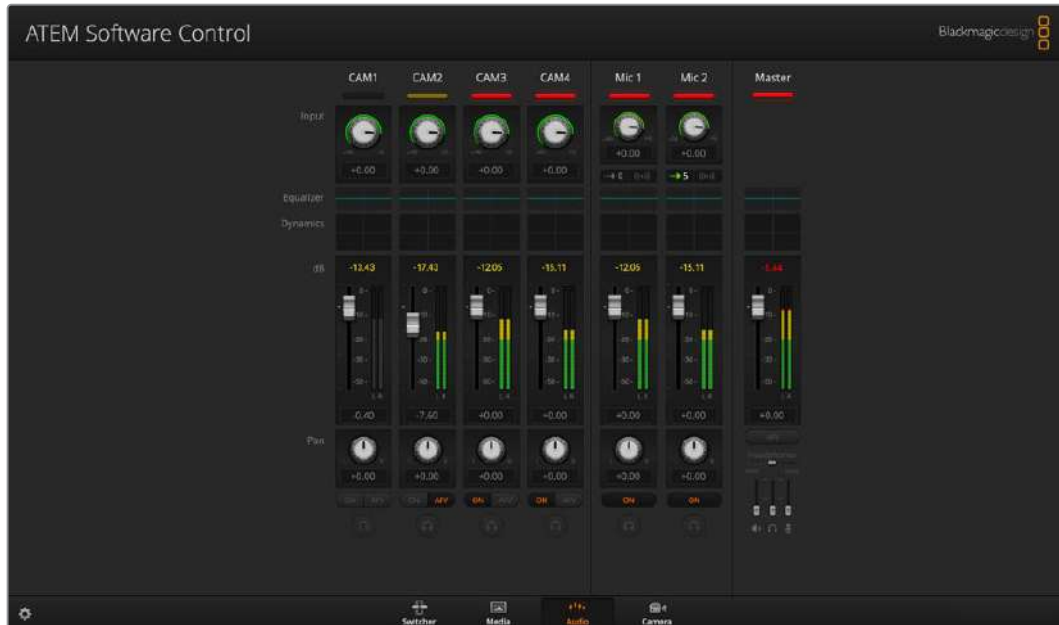 ATEM Software Control
Blackmagicdesign
CAM1 CAM2 CAM3 CAM4 Mic 1 Mic 2 Master
Input
+0.00 +0.00
+0.00 +0.00 +0.00 +0.00
5
Equalizer
Dynamics
dB -13.43 -17.43 -12.05 -15.11 -12.05 -15.11
L R L R L R L R L R L R L R
-0.40 -7.60 +0.00 +0.00 +0.00 +0.00 +0.00
Pan
+0.00 +0.00 +0.00 +0.00 +0.00 +0.00
ON AFV ON AFV ON AFV ON AFV ON ON
Switcher Media Audio Camera